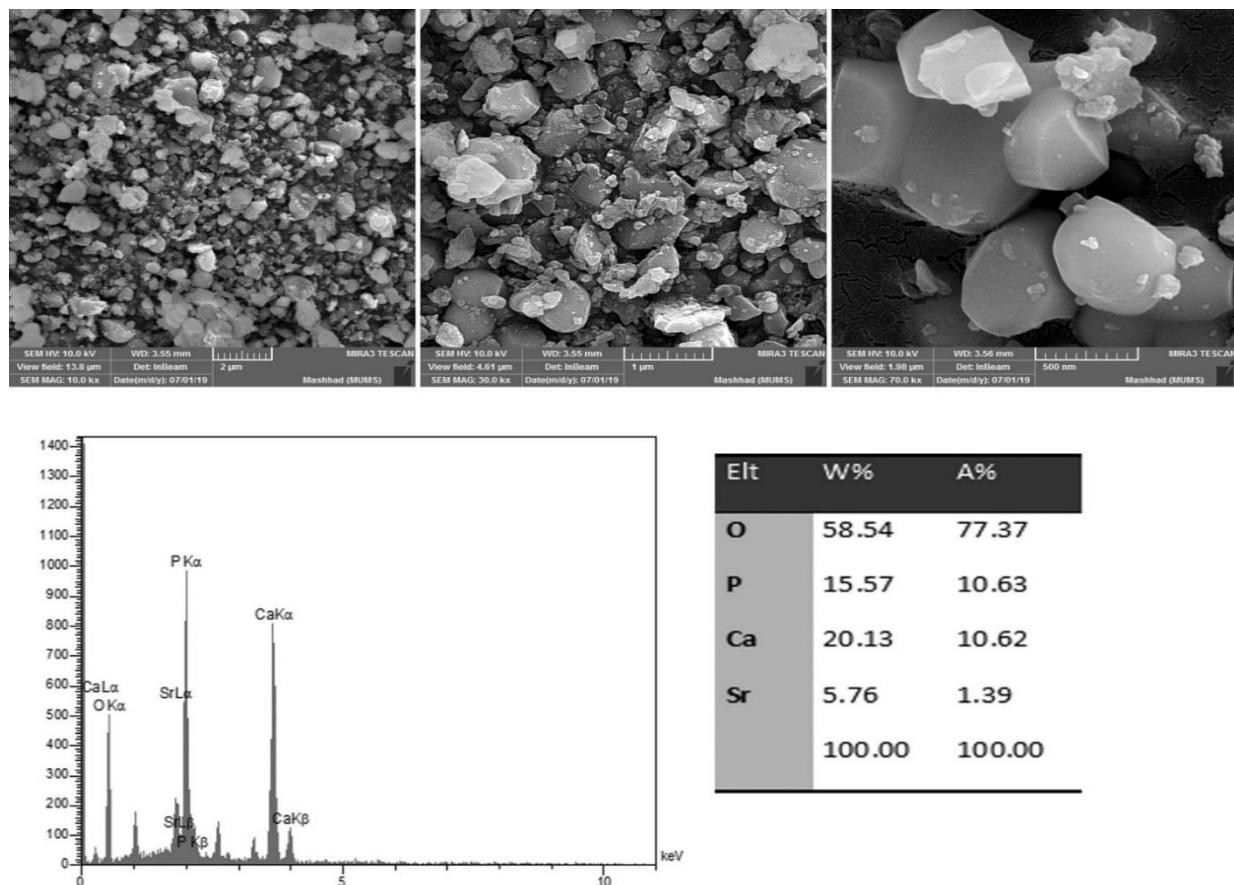 SEM HV: 10.0 kV WD: 3.55 mm MIRA3 TESCAN
View field: 13.8 µm Det: InBeam 2 µm
SEM MAG: 10.0 kx Date(m/d/y): 07/01/19 Mashhad (MUMS)
SEM HV: 10.0 kV WD: 3.55 mm MIRA3 TESCAN
View field: 4.61 µm Det: InBeam 1 µm
SEM MAG: 30.0 kx Date(m/d/y): 07/01/19 Mashhad (MUMS)
SEM HV: 10.0 kV WD: 3.56 mm MIRA3 TESCAN
View field: 1.98 µm Det: InBeam 500 nm
SEM MAG: 70.0 kx Date(m/d/y): 07/01/19 Mashhad (MUMS)
1400
1300
1200
1100
1000
900
800
700
600
500
400
300
200
100
0
P Kα
CaKα
CaLα
SrLα
O Kα
SrLβ
CaKβ
P Kβ
keV
0 5 10
Elt W% A%
O 58.54 77.37
P 15.57 10.63
Ca 20.13 10.62
Sr 5.76 1.39
100.00 100.00